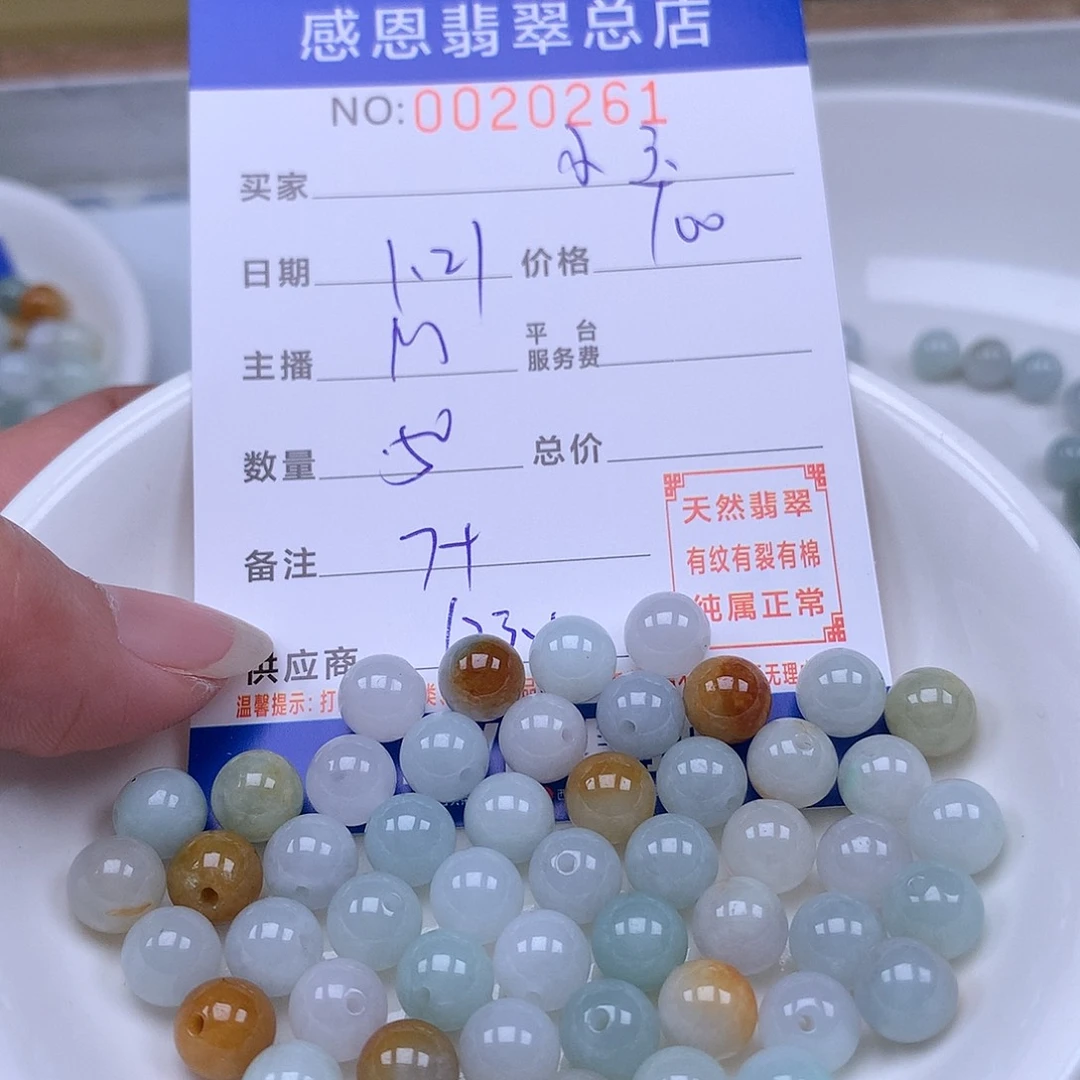 感恩翡翠总店
NO:0020261
买家
日期 1.21 价格 100
主播 M 平台服务费
数量 50 总价
备注 7+
天然翡翠
有纹有裂有棉
纯属正常
供应商
温馨提示：打